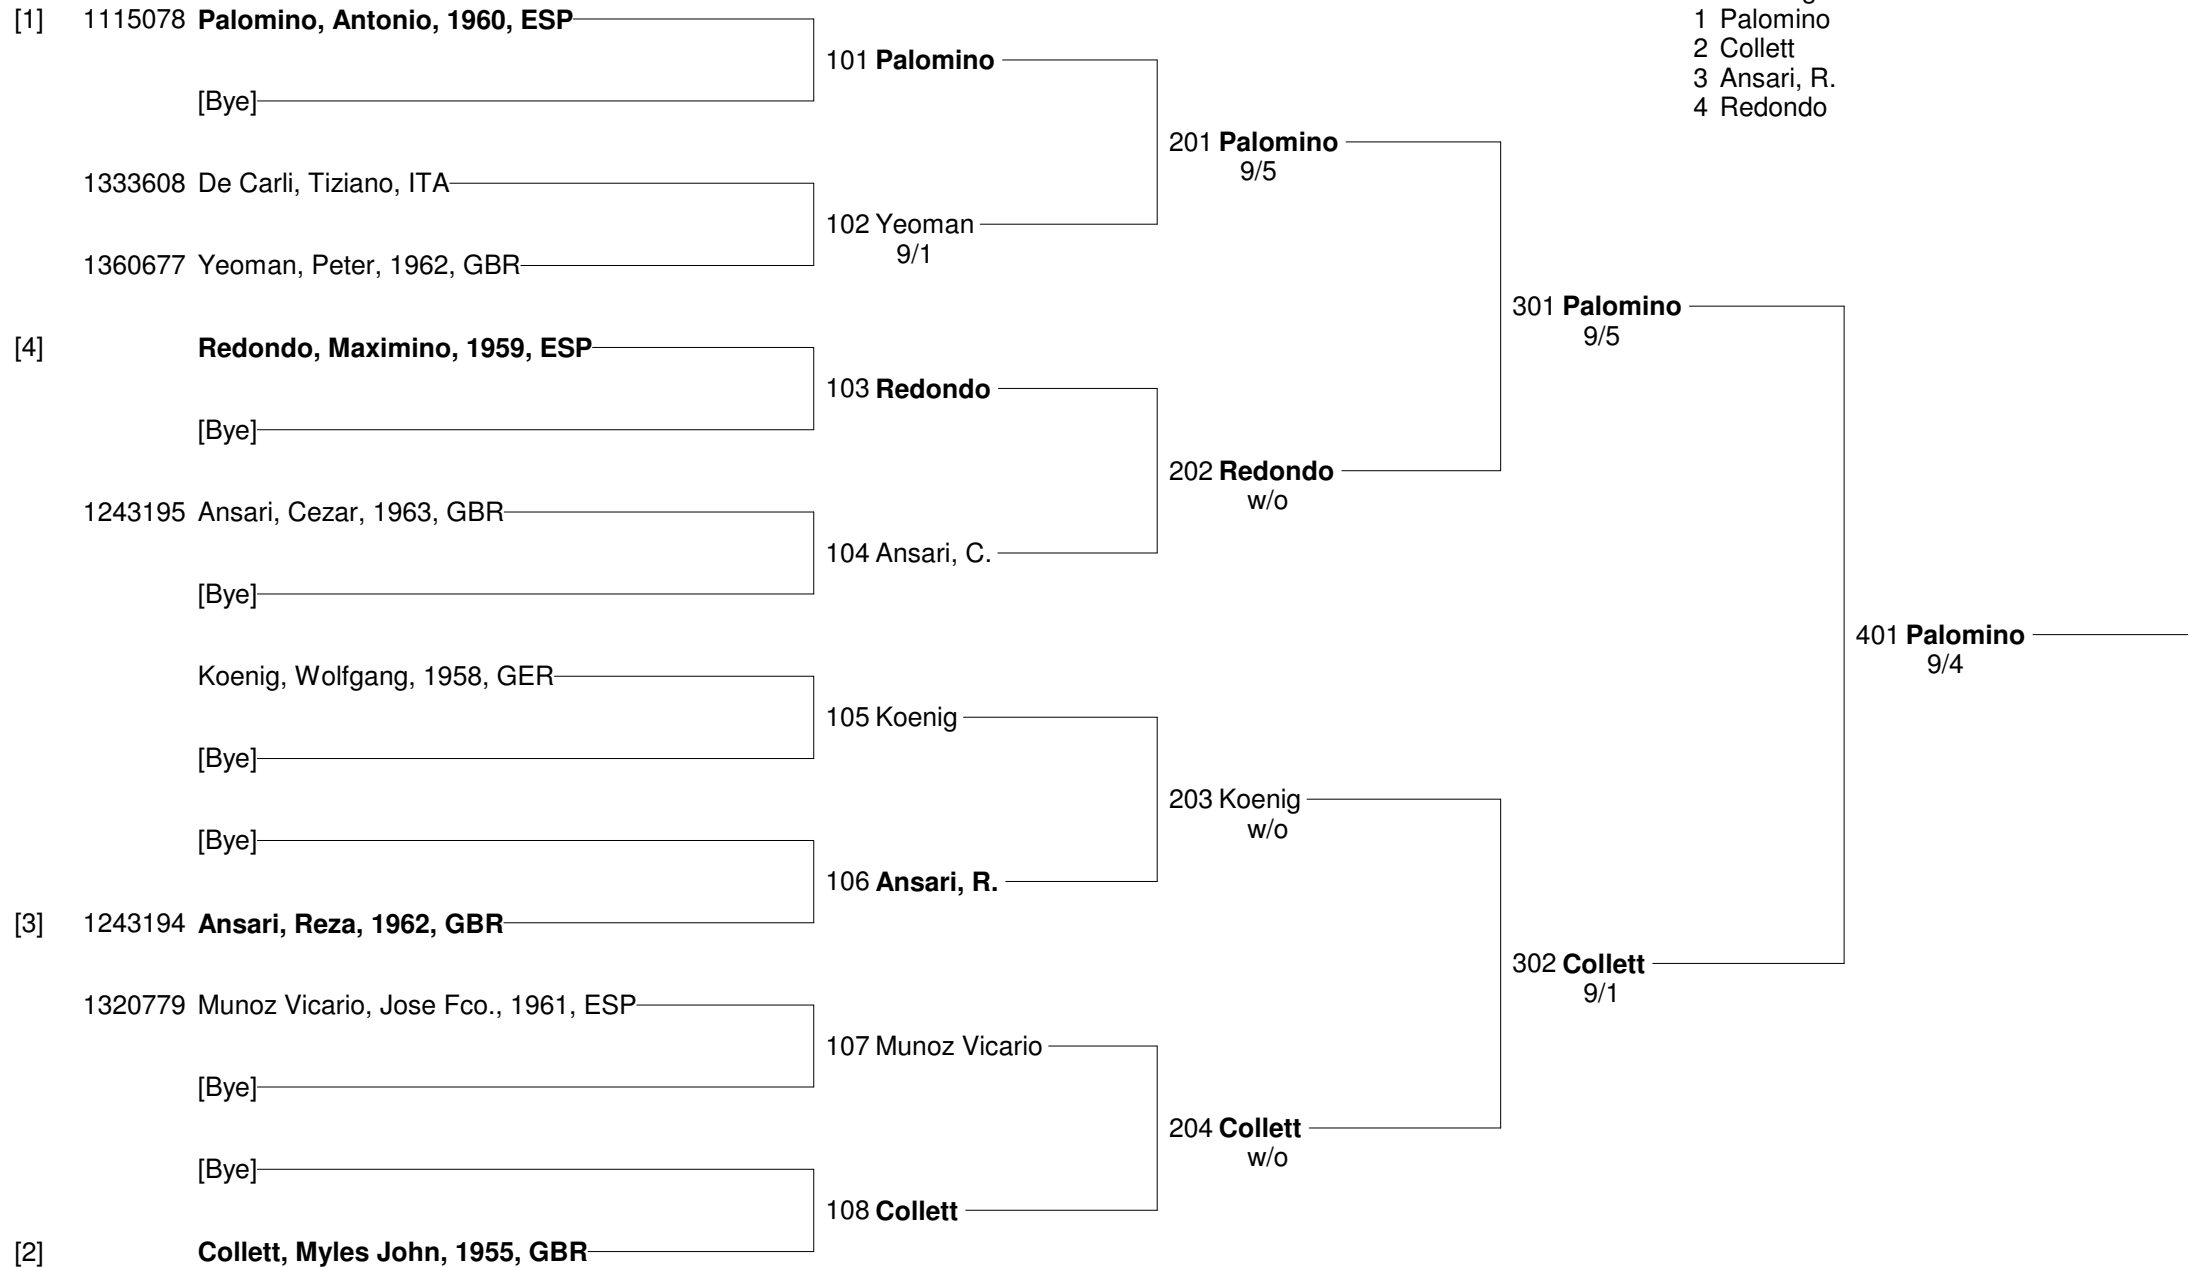 [1] 1115078 Palomino, Antonio, 1960, ESP
1 Palomino
101 Palomino
2 Collett
3 Ansari, R.
[Bye]
4 Redondo
201 Palomino
9/5
1333608 De Carli, Tiziano, ITA
102 Yeoman
9/1
1360677 Yeoman, Peter, 1962, GBR
301 Palomino
9/5
[4] Redondo, Maximino, 1959, ESP
103 Redondo
[Bye]
202 Redondo
w/o
1243195 Ansari, Cezar, 1963, GBR
104 Ansari, C.
[Bye]
401 Palomino
9/4
Koenig, Wolfgang, 1958, GER
105 Koenig
[Bye]
203 Koenig
w/o
[Bye]
106 Ansari, R.
[3] 1243194 Ansari, Reza, 1962, GBR
302 Collett
9/1
1320779 Munoz Vicario, Jose Fco., 1961, ESP
107 Munoz Vicario
[Bye]
204 Collett
w/o
[Bye]
108 Collett
[2] Collett, Myles John, 1955, GBR